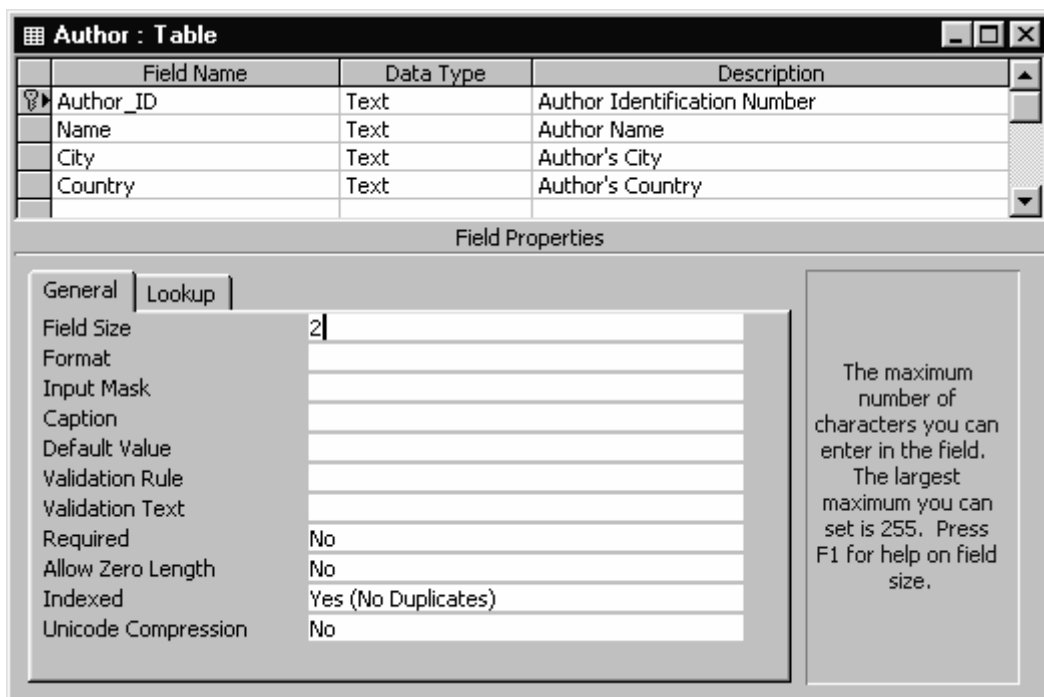 Author : Table
Field Name Data Type Description
Author_ID Text Author Identification Number
Name Text Author Name
City Text Author's City
Country Text Author's Country
Field Properties
General Lookup
Field Size 2
Format
Input Mask
Caption
Default Value
Validation Rule
Validation Text
Required No
Allow Zero Length No
Indexed Yes (No Duplicates)
Unicode Compression No
The maximum
number of
characters you can
enter in the field.
The largest
maximum you can
set is 255. Press
F1 for help on field
size.